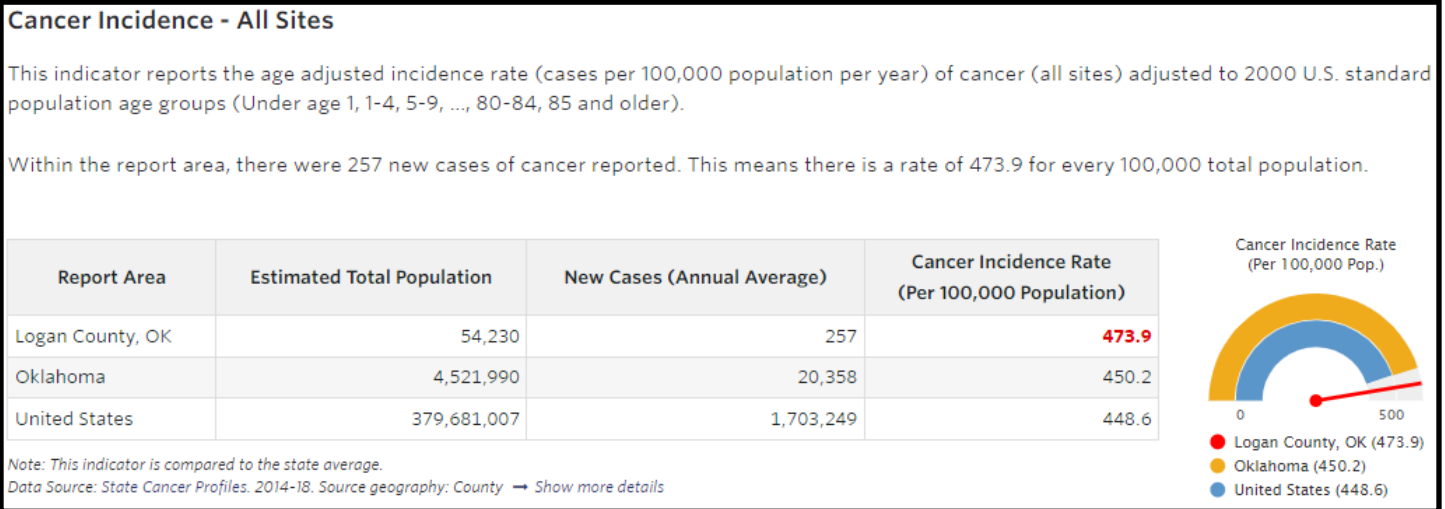 Cancer Incidence - All Sites
This indicator reports the age adjusted incidence rate (cases per 100,000 population per year) of cancer (all sites) adjusted to 2000 U.S. standard
population age groups (Under age 1, 1-4, 5-9, ..., 80-84, 85 and older).
Within the report area, there were 257 new cases of cancer reported. This means there is a rate of 473.9 for every 100,000 total population.
Report Area Estimated Total Population New Cases (Annual Average) Cancer Incidence Rate
(Per 100,000 Population)
Logan County, OK 54,230 257 473.9
Oklahoma 4,521,990 20,358 450.2
United States 379,681,007 1,703,249 448.6
Note: This indicator is compared to the state average.
Data Source: State Cancer Profiles. 2014-18. Source geography: County → Show more details
Cancer Incidence Rate
(Per 100,000 Pop.)
0 500
Logan County, OK (473.9)
Oklahoma (450.2)
United States (448.6)